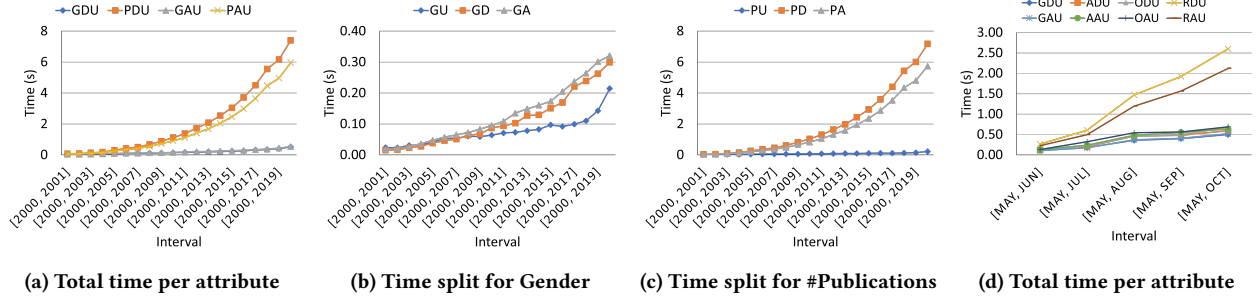 GDU PDU GAU PAU
8
6
4
2
0
Time (s)
[2000, 2001]
[2000, 2003]
[2000, 2005]
[2000, 2007]
[2000, 2009]
[2000, 2011]
[2000, 2013]
[2000, 2015]
[2000, 2017]
[2000, 2019]
Interval
(a) Total time per attribute
GU GD GA
0.40
0.30
0.20
0.10
0.00
Time (s)
[2000, 2001]
[2000, 2003]
[2000, 2005]
[2000, 2007]
[2000, 2009]
[2000, 2011]
[2000, 2013]
[2000, 2015]
[2000, 2017]
[2000, 2019]
Interval
(b) Time split for Gender
PU PD PA
8
6
4
2
0
Time (s)
[2000, 2001]
[2000, 2003]
[2000, 2005]
[2000, 2007]
[2000, 2009]
[2000, 2011]
[2000, 2013]
[2000, 2015]
[2000, 2017]
[2000, 2019]
Interval
(c) Time split for #Publications
GDU ADU ODU RDU
GAU AAU OAU RAU
3.00
2.50
2.00
1.50
1.00
0.50
0.00
Time (s)
[MAY, JUN]
[MAY, JUL]
[MAY, AUG]
[MAY, SEP]
[MAY, OCT]
Interval
(d) Total time per attribute